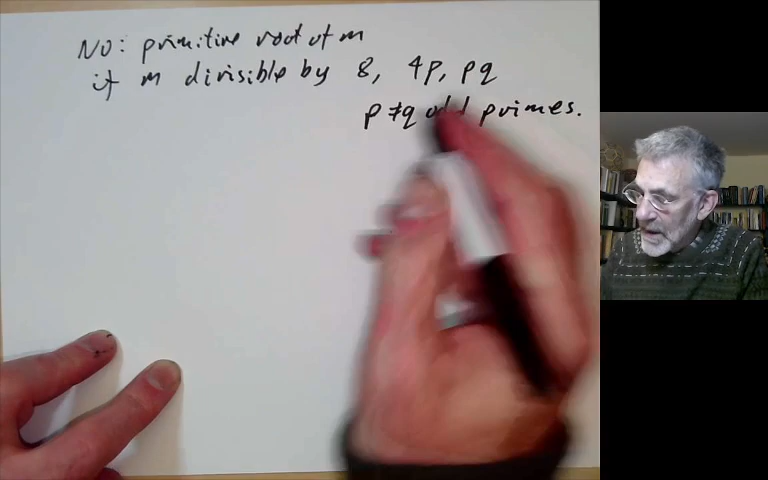 NO: primitive root of m
if m divisible by 8, 4p, pq
p ≠ q odd primes.